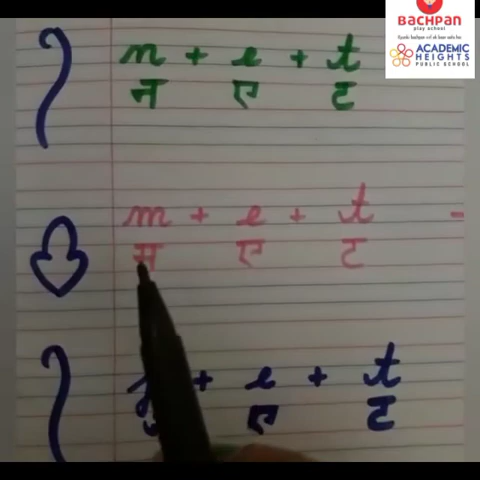 BACHPAN
play school
ACADEMIC
HEIGHTS
PUBLIC SCHOOL
n + e + t
न ए ट
m + e + t -
म ए ट
+ e + t
ए ट